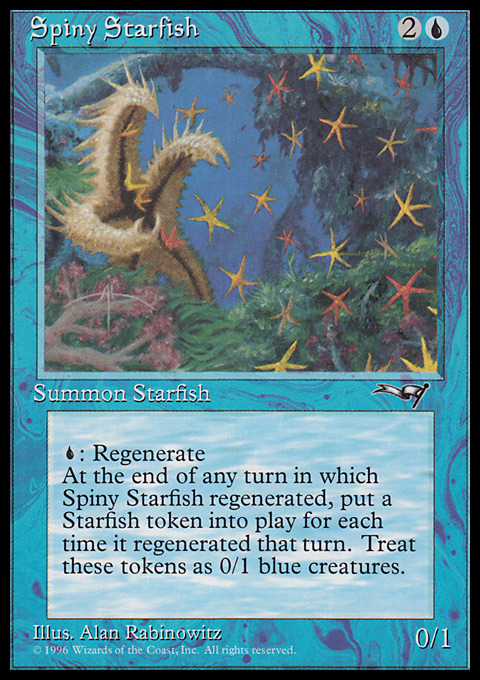 Spiny Starfish 2
Summon Starfish
: Regenerate
At the end of any turn in which
Spiny Starfish regenerated, put a
Starfish token into play for each
time it regenerated that turn. Treat
these tokens as 0/1 blue creatures.
Illus. Alan Rabinowitz
0/1
© 1996 Wizards of the Coast, Inc. All rights reserved.